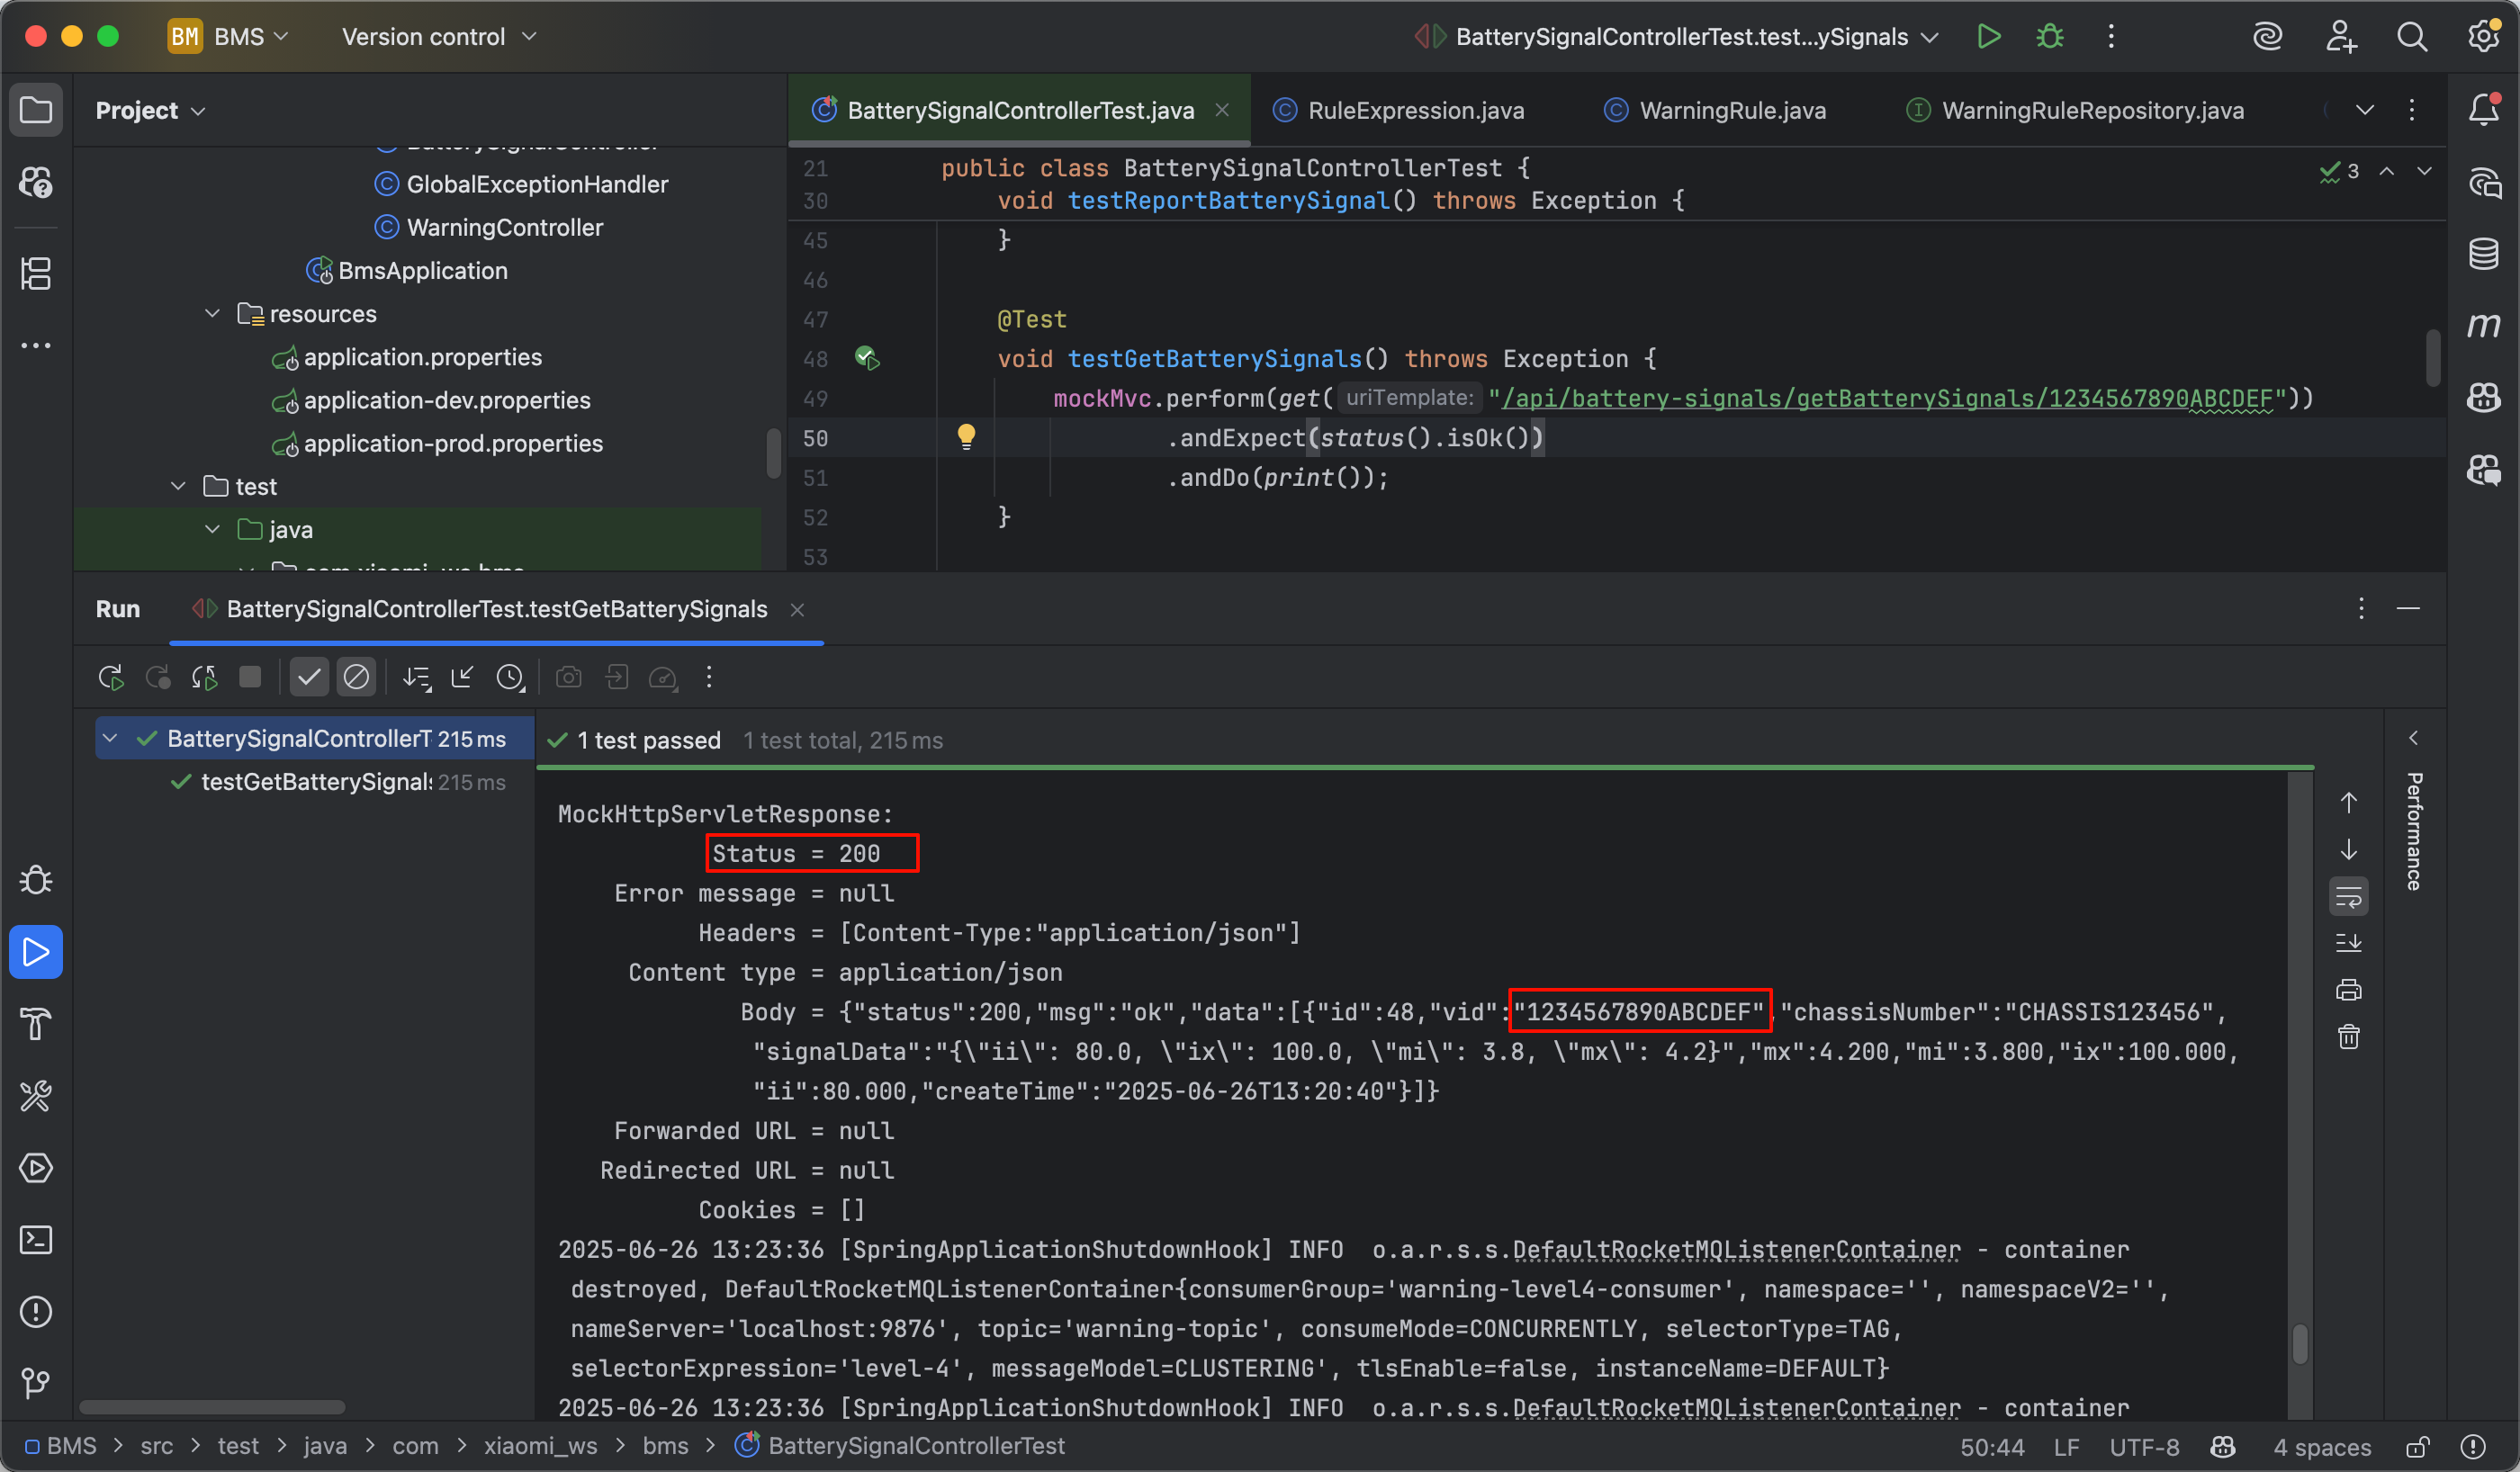 BM BMS Version control BatterySignalControllerTest.test...ySignals
Project
BatterySignalControllerTest.java RuleExpression.java WarningRule.java WarningRuleRepository.java
BatterySignalController
GlobalExceptionHandler
WarningController
BmsApplication
resources
application.properties
application-dev.properties
application-prod.properties
test
java
com.xiaomi_ws.bms
3
21 public class BatterySignalControllerTest {
30 void testReportBatterySignal() throws Exception {
45 }
46
47 @Test
48 void testGetBatterySignals() throws Exception {
49 mockMvc.perform(get( uriTemplate: "/api/battery-signals/getBatterySignals/1234567890ABCDEF"))
50 .andExpect(status().isOk())
51 .andDo(print());
52 }
53
Run BatterySignalControllerTest.testGetBatterySignals
BatterySignalControllerT 215 ms
testGetBatterySignals 215 ms
1 test passed 1 test total, 215 ms
Performance
MockHttpServletResponse:
Status = 200
Error message = null
Headers = [Content-Type:"application/json"]
Content type = application/json
Body = {"status":200,"msg":"ok","data":[{"id":48,"vid":"1234567890ABCDEF","chassisNumber":"CHASSIS123456",
"signalData":"{\"ii\": 80.0, \"ix\": 100.0, \"mi\": 3.8, \"mx\": 4.2}","mx":4.200,"mi":3.800,"ix":100.000,
"ii":80.000,"createTime":"2025-06-26T13:20:40"}]}
Forwarded URL = null
Redirected URL = null
Cookies = []
2025-06-26 13:23:36 [SpringApplicationShutdownHook] INFO  o.a.r.s.s.DefaultRocketMQListenerContainer - container
destroyed, DefaultRocketMQListenerContainer{consumerGroup='warning-level4-consumer', namespace='', namespaceV2='',
nameServer='localhost:9876', topic='warning-topic', consumeMode=CONCURRENTLY, selectorType=TAG,
selectorExpression='level-4', messageModel=CLUSTERING', tlsEnable=false, instanceName=DEFAULT}
2025-06-26 13:23:36 [SpringApplicationShutdownHook] INFO  o.a.r.s.s.DefaultRocketMQListenerContainer - container
BMS > src > test > java > com > xiaomi_ws > bms > BatterySignalControllerTest
50:44 LF UTF-8 4 spaces